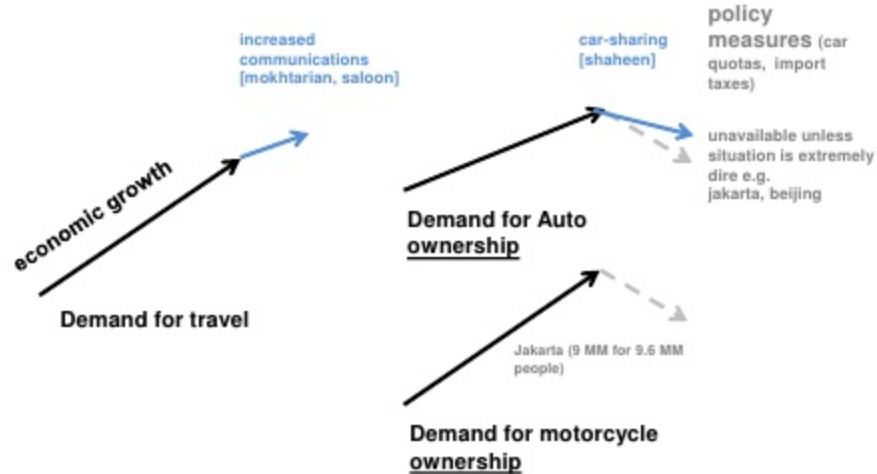 increased
communications
[mokhtarian, saloon]
economic growth
Demand for travel
car-sharing
[shaheen]
policy
measures (car
quotas, import
taxes)
unavailable unless
situation is extremely
dire e.g.
jakarta, beijing
Demand for Auto
ownership
Jakarta (9 MM for 9.6 MM
people)
Demand for motorcycle
ownership